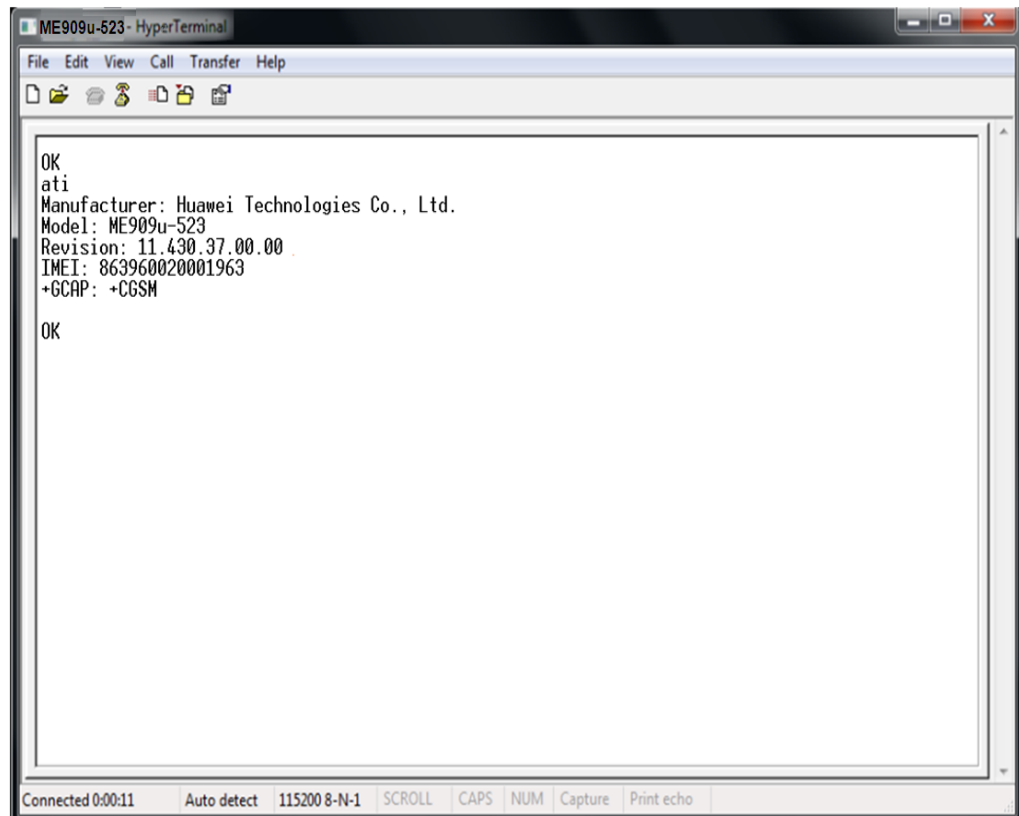 ME909u-523 - HyperTerminal
File Edit View Call Transfer Help
OK
ati
Manufacturer: Huawei Technologies Co., Ltd.
Model: ME909u-523
Revision: 11.430.37.00.00
IMEI: 863960020001963
+GCAP: +CGSM
OK
Connected 0:00:11 Auto detect 115200 8-N-1 SCROLL CAPS NUM Capture Print echo